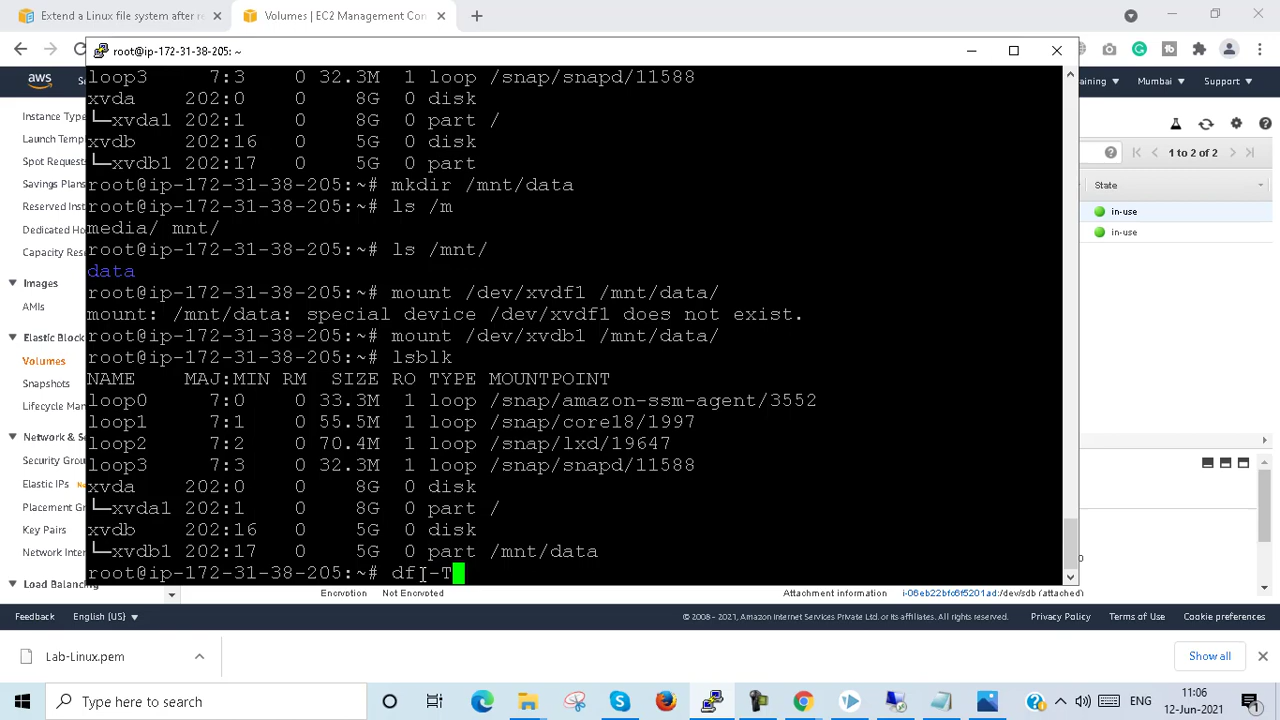 Extend a Linux file system after re
Volumes | EC2 Management Con
root@ip-172-31-38-205: ~
aws
aining
Mumbai
Support
Instance Type
Launch Temp
Spot Request
Savings Plans
Reserved Inst
Dedicated Ho
Capacity Rese
Images
AMIs
Elastic Block
Volumes
Snapshots
Lifecycle Man
Network & S
Security Grou
Elastic IPs
Placement Gr
Key Pairs
Network Inter
Load Balancing
loop3 7:3 0 32.3M 1 loop /snap/snapd/11588
xvda 202:0 0 8G 0 disk
└─xvda1 202:1 0 8G 0 part /
xvdb 202:16 0 5G 0 disk
└─xvdb1 202:17 0 5G 0 part
root@ip-172-31-38-205:~# mkdir /mnt/data
root@ip-172-31-38-205:~# ls /m
media/ mnt/
root@ip-172-31-38-205:~# ls /mnt/
data
root@ip-172-31-38-205:~# mount /dev/xvdf1 /mnt/data/
mount: /mnt/data: special device /dev/xvdf1 does not exist.
root@ip-172-31-38-205:~# mount /dev/xvdb1 /mnt/data/
root@ip-172-31-38-205:~# lsblk
NAME MAJ:MIN RM SIZE RO TYPE MOUNTPOINT
loop0 7:0 0 33.3M 1 loop /snap/amazon-ssm-agent/3552
loop1 7:1 0 55.5M 1 loop /snap/core18/1997
loop2 7:2 0 70.4M 1 loop /snap/lxd/19647
loop3 7:3 0 32.3M 1 loop /snap/snapd/11588
xvda 202:0 0 8G 0 disk
└─xvda1 202:1 0 8G 0 part /
xvdb 202:16 0 5G 0 disk
└─xvdb1 202:17 0 5G 0 part /mnt/data
root@ip-172-31-38-205:~# df -T
1 to 2 of 2
State
in-use
in-use
Encryption Not Encrypted
Attachment information i-06eb22bfc6f5201ad:/dev/sdb (attached)
Feedback English (US)
© 2008 - 2021, Amazon Internet Services Private Ltd. or its affiliates. All rights reserved. Privacy Policy Terms of Use Cookie preferences
Lab-Linux.pem
Show all
Type here to search
ENG
11:06
12-Jun-2021